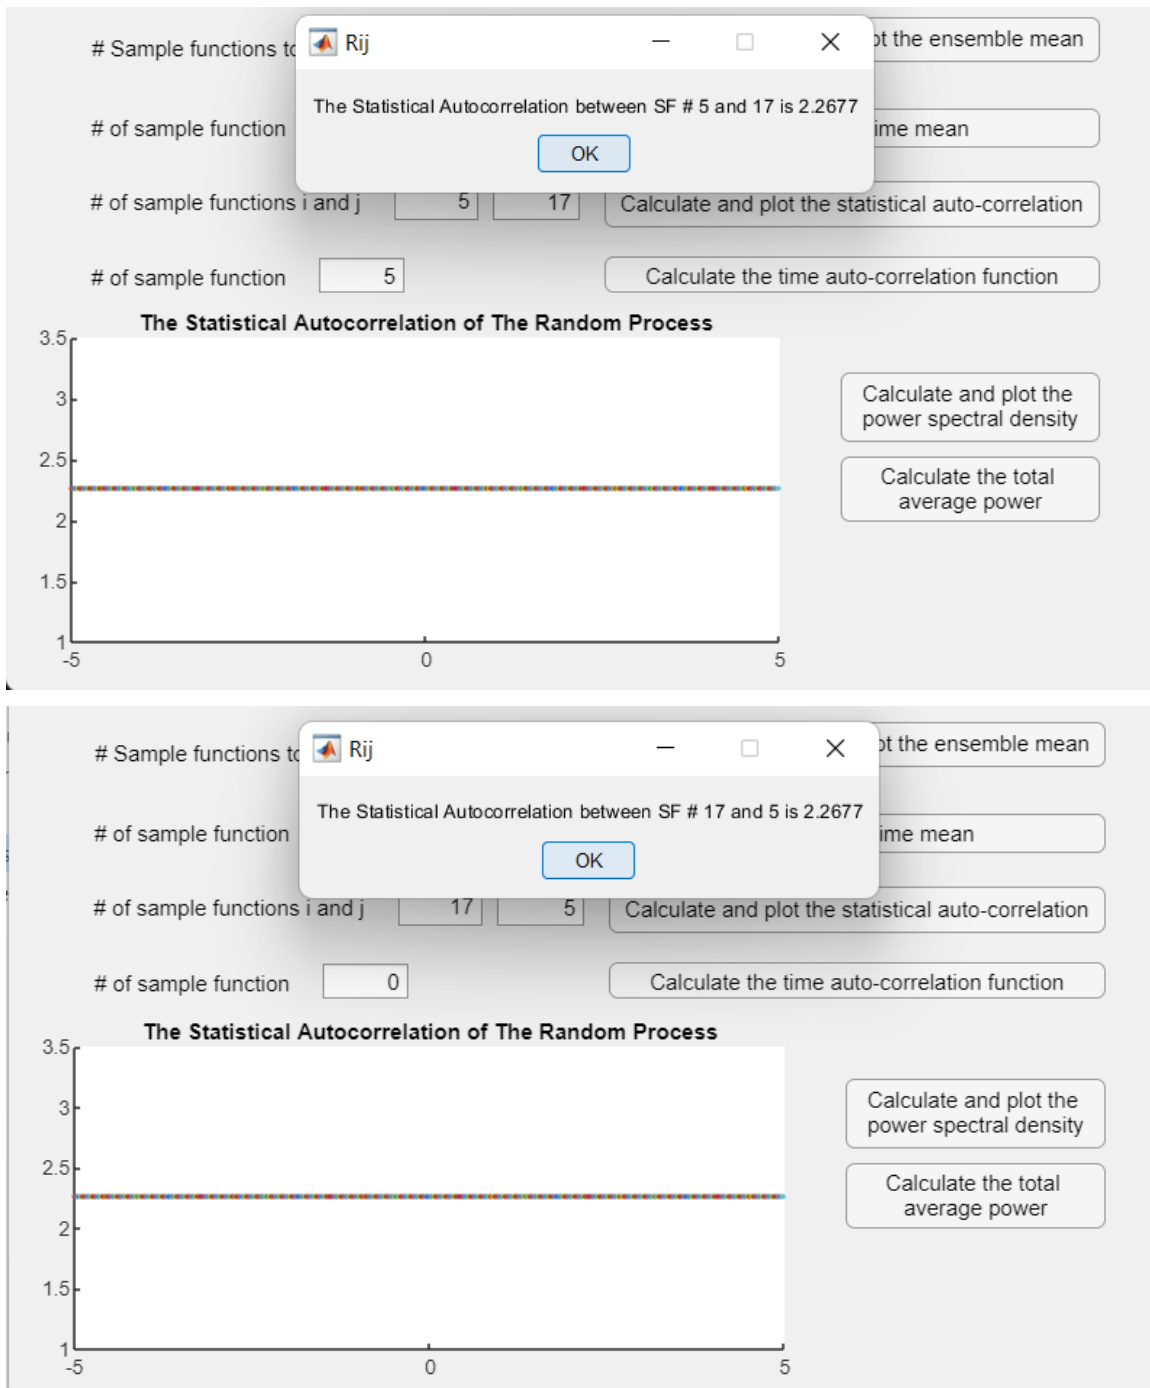 Rij
# Sample functions to
ot the ensemble mean
The Statistical Autocorrelation between SF # 5 and 17 is 2.2677
# of sample function
ime mean
OK
# of sample functions i and j 5 17 Calculate and plot the statistical auto-correlation
# of sample function 5 Calculate the time auto-correlation function
The Statistical Autocorrelation of The Random Process
3.5
3
2.5
2
1.5
1
-5 0 5
Calculate and plot the
power spectral density
Calculate the total
average power
Rij
# Sample functions to
ot the ensemble mean
The Statistical Autocorrelation between SF # 17 and 5 is 2.2677
# of sample function
ime mean
OK
# of sample functions i and j 17 5 Calculate and plot the statistical auto-correlation
# of sample function 0 Calculate the time auto-correlation function
The Statistical Autocorrelation of The Random Process
3.5
3
2.5
2
1.5
1
-5 0 5
Calculate and plot the
power spectral density
Calculate the total
average power